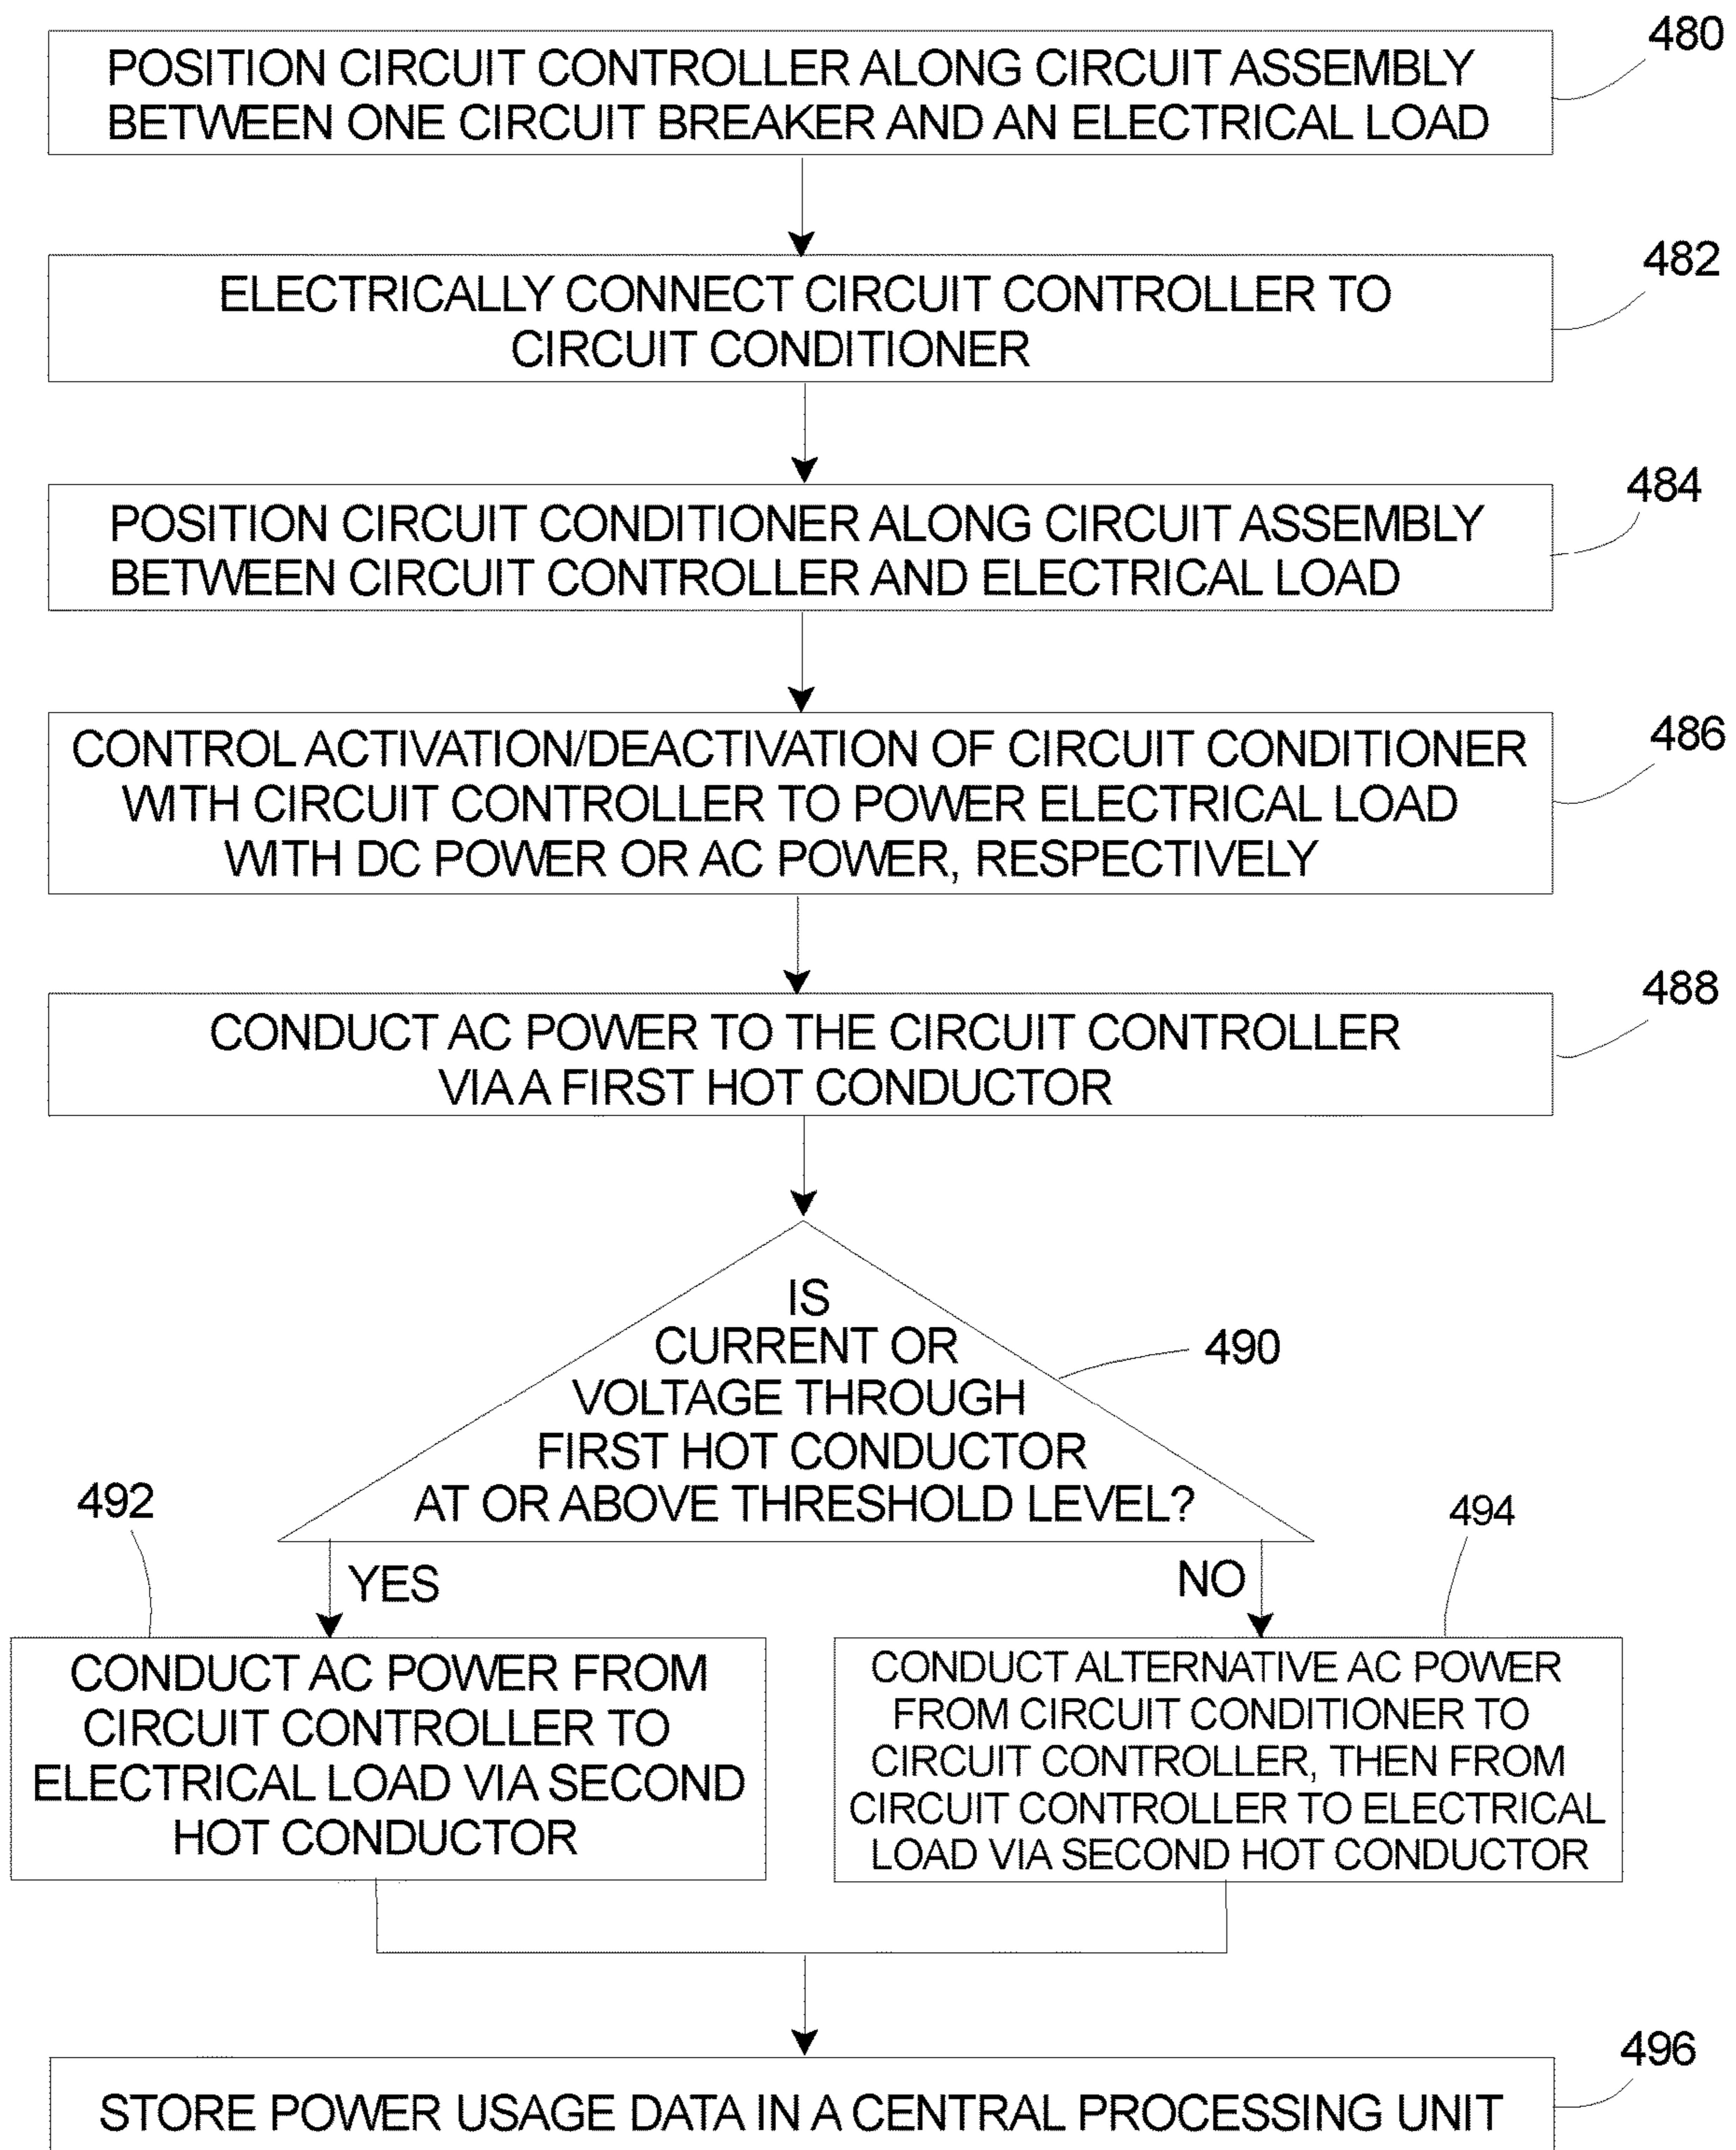 480
POSITION CIRCUIT CONTROLLER ALONG CIRCUIT ASSEMBLY
BETWEEN ONE CIRCUIT BREAKER AND AN ELECTRICAL LOAD
482
ELECTRICALLY CONNECT CIRCUIT CONTROLLER TO
CIRCUIT CONDITIONER
484
POSITION CIRCUIT CONDITIONER ALONG CIRCUIT ASSEMBLY
BETWEEN CIRCUIT CONTROLLER AND ELECTRICAL LOAD
486
CONTROL ACTIVATION/DEACTIVATION OF CIRCUIT CONDITIONER
WITH CIRCUIT CONTROLLER TO POWER ELECTRICAL LOAD
WITH DC POWER OR AC POWER, RESPECTIVELY
488
CONDUCT AC POWER TO THE CIRCUIT CONTROLLER
VIA A FIRST HOT CONDUCTOR
IS
CURRENT OR
VOLTAGE THROUGH
FIRST HOT CONDUCTOR
AT OR ABOVE THRESHOLD LEVEL?
490
492
YES
CONDUCT AC POWER FROM
CIRCUIT CONTROLLER TO
ELECTRICAL LOAD VIA SECOND
HOT CONDUCTOR
494
NO
CONDUCT ALTERNATIVE AC POWER
FROM CIRCUIT CONDITIONER TO
CIRCUIT CONTROLLER, THEN FROM
CIRCUIT CONTROLLER TO ELECTRICAL
LOAD VIA SECOND HOT CONDUCTOR
496
STORE POWER USAGE DATA IN A CENTRAL PROCESSING UNIT